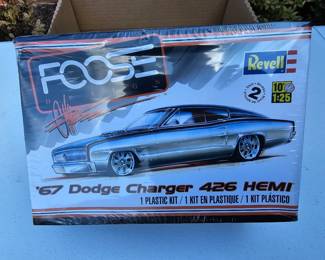 FOOSE
Revell
2
10+
1:25
'67 Dodge Charger 426 HEMI
1 PLASTIC KIT / 1 KIT EN PLASTIQUE / 1 KIT PLÁSTICO